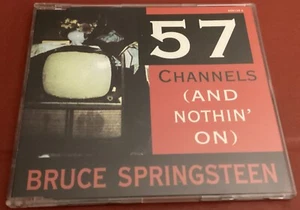 57
CHANNELS
(AND
NOTHIN'
ON)
BRUCE SPRINGSTEEN